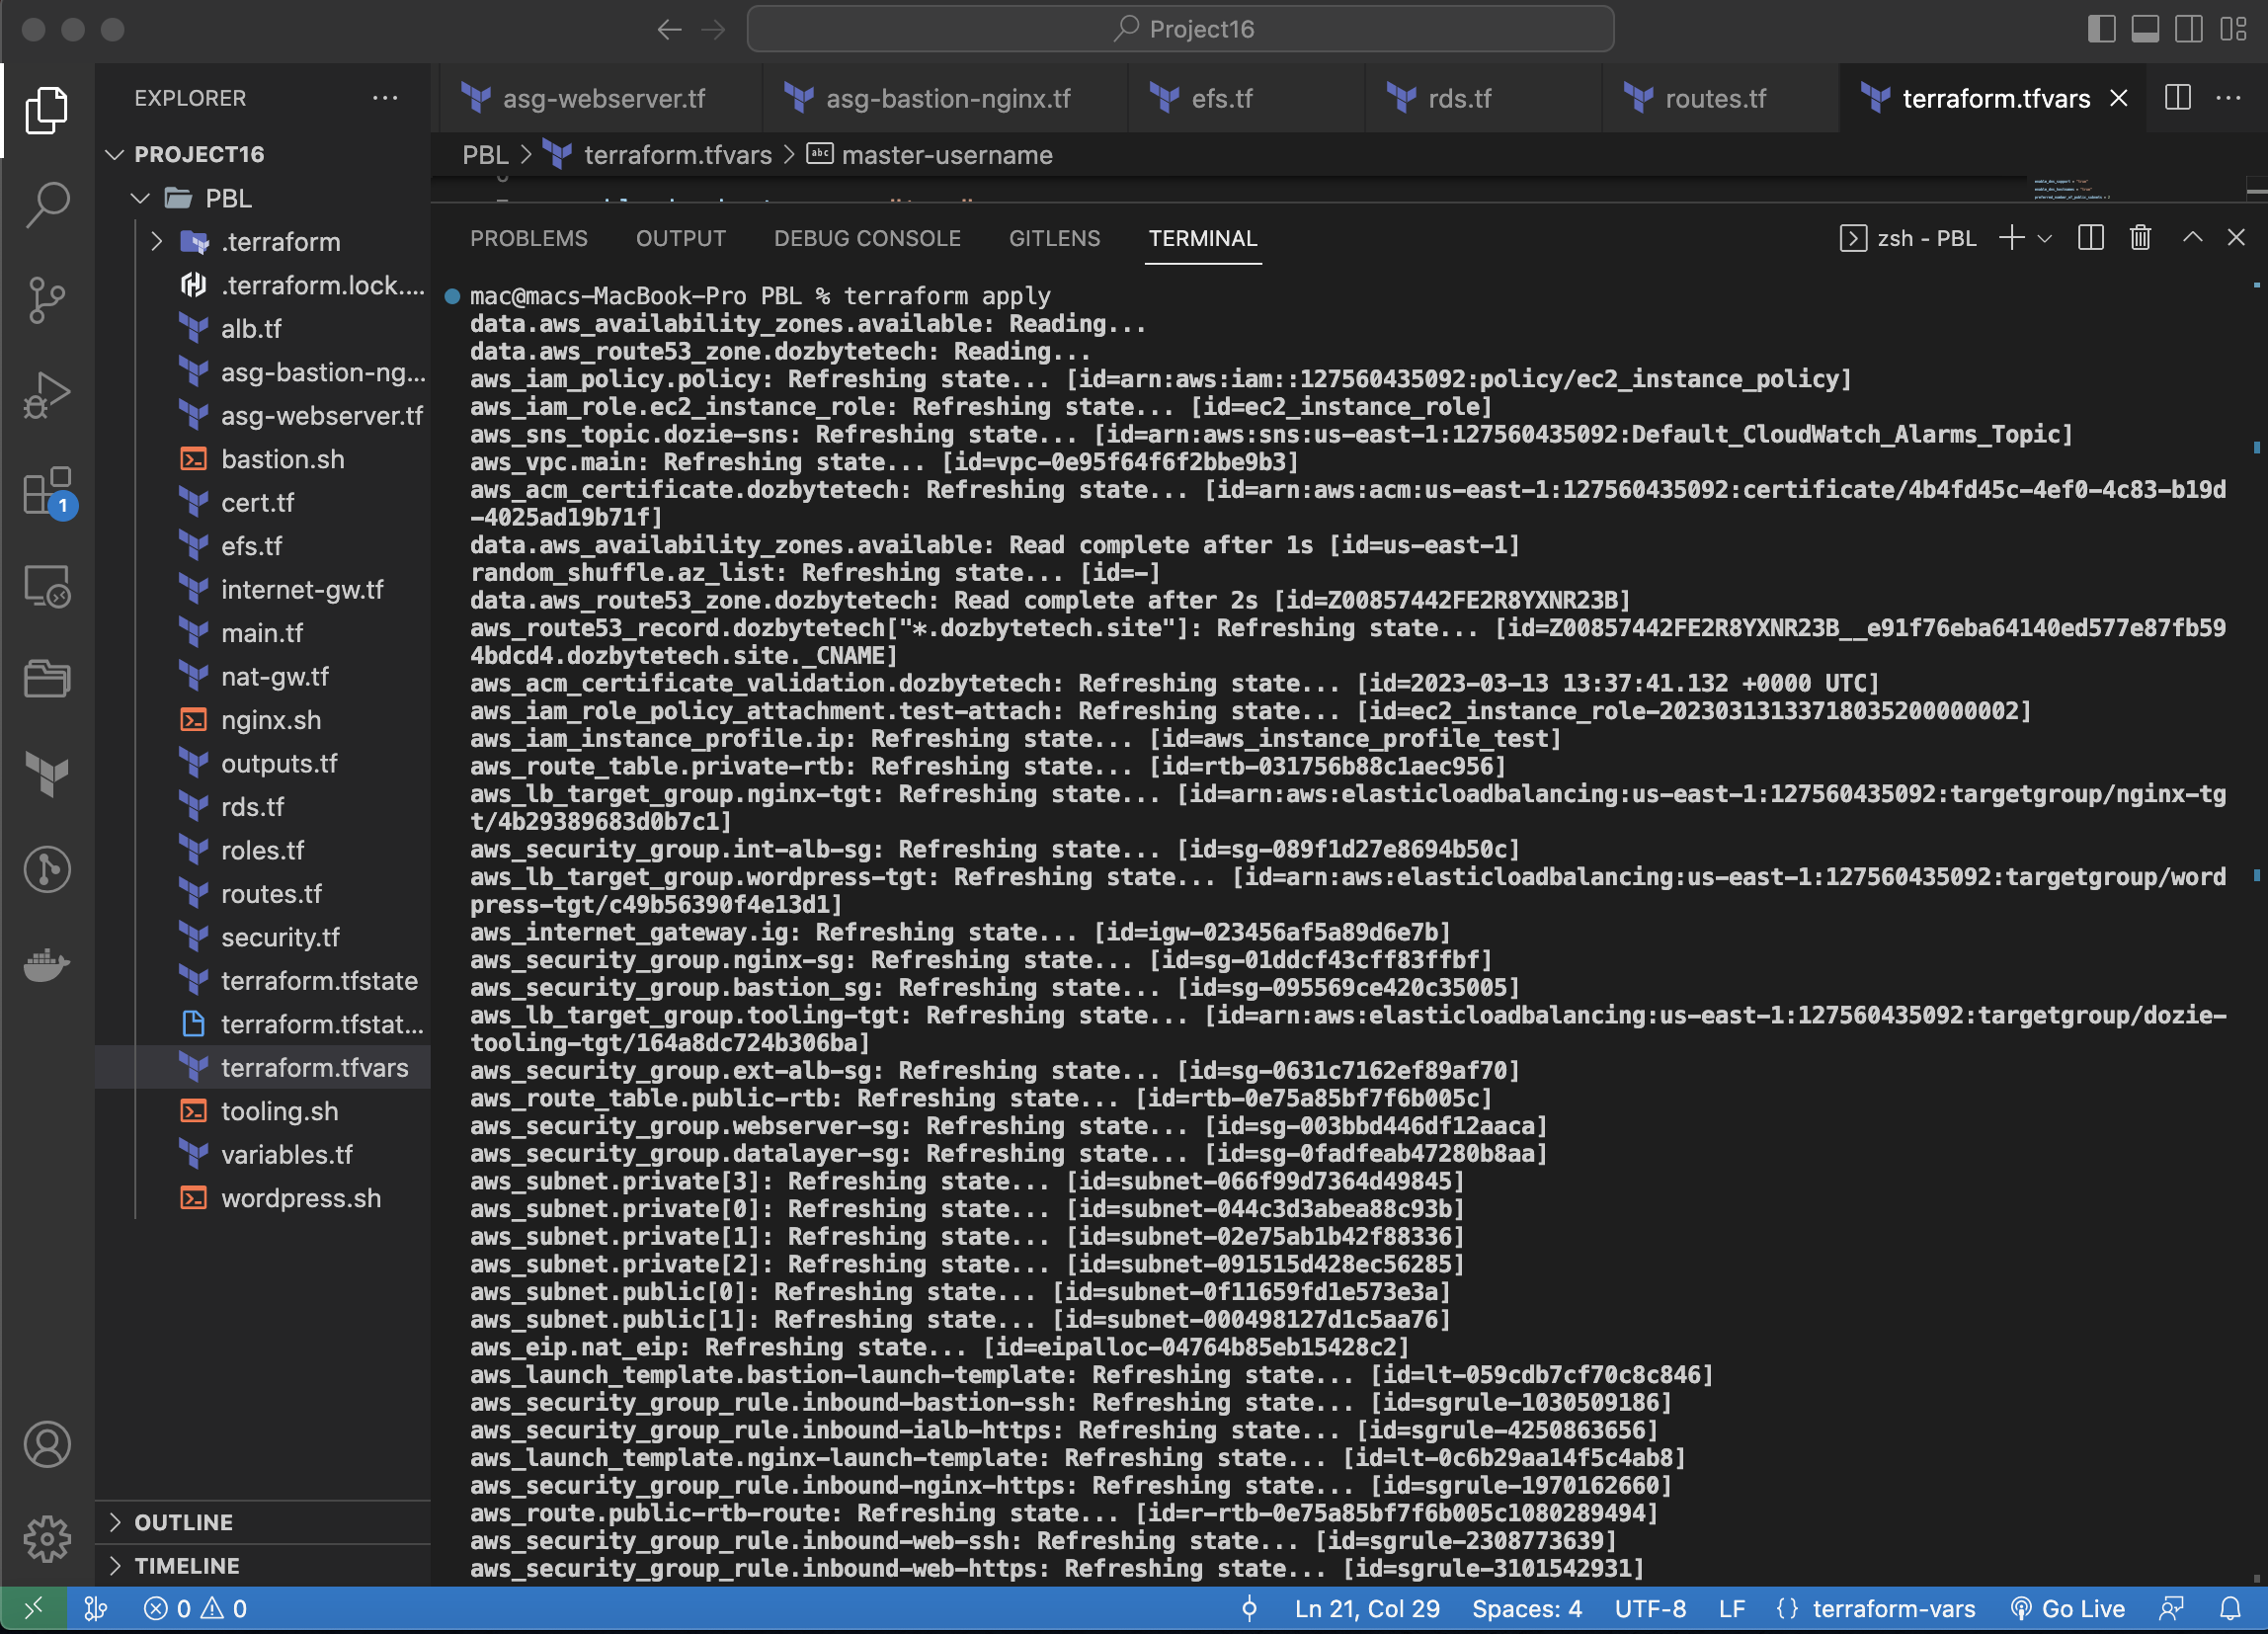 Project16
EXPLORER
asg-webserver.tf
asg-bastion-nginx.tf
efs.tf
rds.tf
routes.tf
terraform.tfvars
PROJECT16
PBL
.terraform
.terraform.lock....
alb.tf
asg-bastion-ng...
asg-webserver.tf
bastion.sh
cert.tf
efs.tf
internet-gw.tf
main.tf
nat-gw.tf
nginx.sh
outputs.tf
rds.tf
roles.tf
routes.tf
security.tf
terraform.tfstate
terraform.tfstat...
terraform.tfvars
tooling.sh
variables.tf
wordpress.sh
OUTLINE
TIMELINE
1
PBL > terraform.tfvars > abc master-username
PROBLEMS OUTPUT DEBUG CONSOLE GITLENS TERMINAL
zsh - PBL
mac@macs-MacBook-Pro PBL % terraform apply
data.aws_availability_zones.available: Reading...
data.aws_route53_zone.dozbytetech: Reading...
aws_iam_policy.policy: Refreshing state... [id=arn:aws:iam::127560435092:policy/ec2_instance_policy]
aws_iam_role.ec2_instance_role: Refreshing state... [id=ec2_instance_role]
aws_sns_topic.dozie-sns: Refreshing state... [id=arn:aws:sns:us-east-1:127560435092:Default_CloudWatch_Alarms_Topic]
aws_vpc.main: Refreshing state... [id=vpc-0e95f64f6f2bbe9b3]
aws_acm_certificate.dozbytetech: Refreshing state... [id=arn:aws:acm:us-east-1:127560435092:certificate/4b4fd45c-4ef0-4c83-b19d
-4025ad19b71f]
data.aws_availability_zones.available: Read complete after 1s [id=us-east-1]
random_shuffle.az_list: Refreshing state... [id=-]
data.aws_route53_zone.dozbytetech: Read complete after 2s [id=Z00857442FE2R8YXNR23B]
aws_route53_record.dozbytetech["*.dozbytetech.site"]: Refreshing state... [id=Z00857442FE2R8YXNR23B__e91f76eba64140ed577e87fb59
4bdcd4.dozbytetech.site._CNAME]
aws_acm_certificate_validation.dozbytetech: Refreshing state... [id=2023-03-13 13:37:41.132 +0000 UTC]
aws_iam_role_policy_attachment.test-attach: Refreshing state... [id=ec2_instance_role-20230313133718035200000002]
aws_iam_instance_profile.ip: Refreshing state... [id=aws_instance_profile_test]
aws_route_table.private-rtb: Refreshing state... [id=rtb-031756b88c1aec956]
aws_lb_target_group.nginx-tgt: Refreshing state... [id=arn:aws:elasticloadbalancing:us-east-1:127560435092:targetgroup/nginx-tg
t/4b29389683d0b7c1]
aws_security_group.int-alb-sg: Refreshing state... [id=sg-089f1d27e8694b50c]
aws_lb_target_group.wordpress-tgt: Refreshing state... [id=arn:aws:elasticloadbalancing:us-east-1:127560435092:targetgroup/word
press-tgt/c49b56390f4e13d1]
aws_internet_gateway.ig: Refreshing state... [id=igw-023456af5a89d6e7b]
aws_security_group.nginx-sg: Refreshing state... [id=sg-01ddcf43cff83ffbf]
aws_security_group.bastion_sg: Refreshing state... [id=sg-095569ce420c35005]
aws_lb_target_group.tooling-tgt: Refreshing state... [id=arn:aws:elasticloadbalancing:us-east-1:127560435092:targetgroup/dozie-
tooling-tgt/164a8dc724b306ba]
aws_security_group.ext-alb-sg: Refreshing state... [id=sg-0631c7162ef89af70]
aws_route_table.public-rtb: Refreshing state... [id=rtb-0e75a85bf7f6b005c]
aws_security_group.webserver-sg: Refreshing state... [id=sg-003bbd446df12aaca]
aws_security_group.datalayer-sg: Refreshing state... [id=sg-0fadfeab47280b8aa]
aws_subnet.private[3]: Refreshing state... [id=subnet-066f99d7364d49845]
aws_subnet.private[0]: Refreshing state... [id=subnet-044c3d3abea88c93b]
aws_subnet.private[1]: Refreshing state... [id=subnet-02e75ab1b42f88336]
aws_subnet.private[2]: Refreshing state... [id=subnet-091515d428ec56285]
aws_subnet.public[0]: Refreshing state... [id=subnet-0f11659fd1e573e3a]
aws_subnet.public[1]: Refreshing state... [id=subnet-000498127d1c5aa76]
aws_eip.nat_eip: Refreshing state... [id=eipalloc-04764b85eb15428c2]
aws_launch_template.bastion-launch-template: Refreshing state... [id=lt-059cdb7cf70c8c846]
aws_security_group_rule.inbound-bastion-ssh: Refreshing state... [id=sgrule-1030509186]
aws_security_group_rule.inbound-ialb-https: Refreshing state... [id=sgrule-4250863656]
aws_launch_template.nginx-launch-template: Refreshing state... [id=lt-0c6b29aa14f5c4ab8]
aws_security_group_rule.inbound-nginx-https: Refreshing state... [id=sgrule-1970162660]
aws_route.public-rtb-route: Refreshing state... [id=r-rtb-0e75a85bf7f6b005c1080289494]
aws_security_group_rule.inbound-web-ssh: Refreshing state... [id=sgrule-2308773639]
aws_security_group_rule.inbound-web-https: Refreshing state... [id=sgrule-3101542931]
0 0 Ln 21, Col 29 Spaces: 4 UTF-8 LF {} terraform-vars Go Live